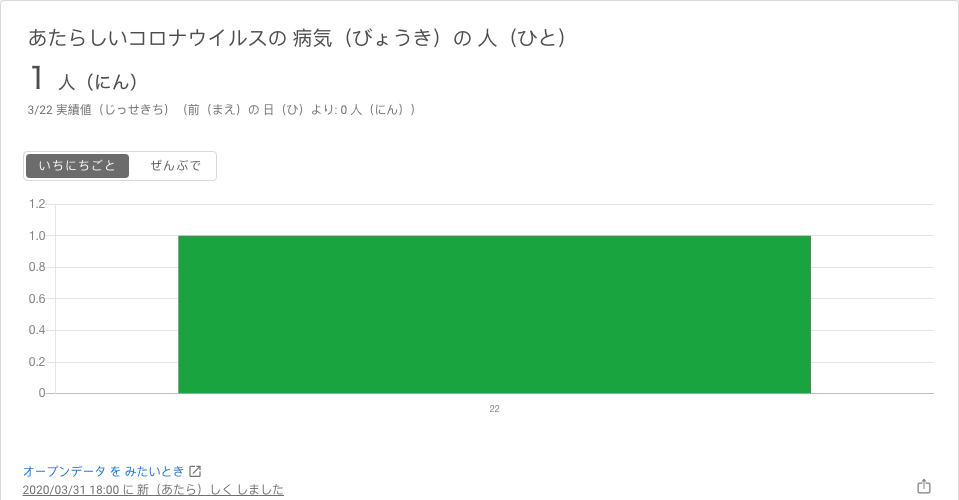 あたらしいコロナウイルスの 病気（びょうき）の 人（ひと）
1 人（にん）
3/22 実績値（じっせきち）（前（まえ）の 日（ひ）より: 0 人（にん））
いちにちごと ぜんぶで
1.2
1.0
0.8
0.6
0.4
0.2
0
22
オープンデータ を みたいとき
2020/03/31 18:00 に 新（あたら）しく しました